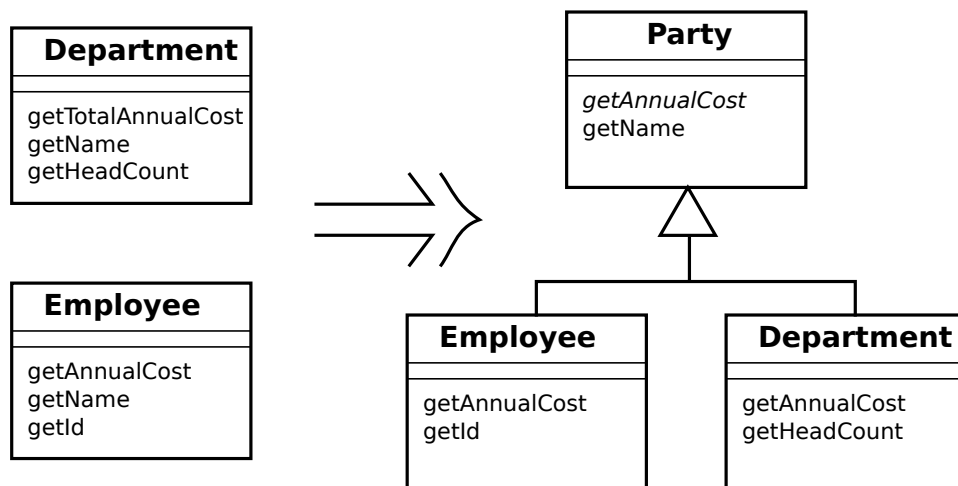 Department
getTotalAnnualCost
getName
getHeadCount
Employee
getAnnualCost
getName
getId
Party
getAnnualCost
getName
Employee
getAnnualCost
getId
Department
getAnnualCost
getHeadCount